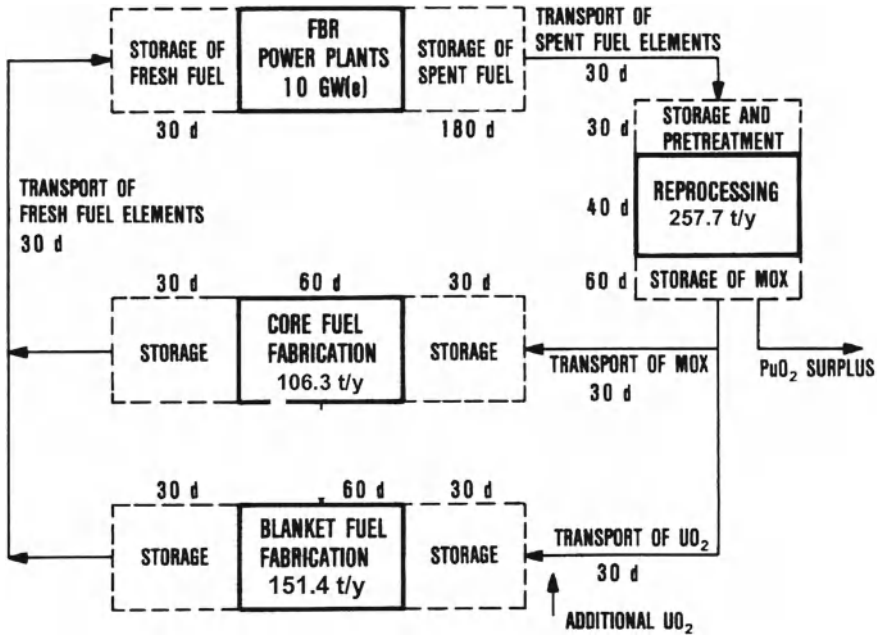 TRANSPORT OF
SPENT FUEL ELEMENTS
30 d
STORAGE OF
FRESH FUEL
30 d
FBR
POWER PLANTS
10 GW(e)
STORAGE OF
SPENT FUEL
180 d
30 d
STORAGE AND
PRETREATMENT
40 d
REPROCESSING
257.7 t/y
60 d
STORAGE OF MOX
TRANSPORT OF
FRESH FUEL ELEMENTS
30 d
30 d
60 d
30 d
STORAGE
CORE FUEL
FABRICATION
106.3 t/y
STORAGE
TRANSPORT OF MOX
30 d
PuO₂ SURPLUS
30 d
60 d
30 d
STORAGE
BLANKET FUEL
FABRICATION
151.4 t/y
STORAGE
TRANSPORT OF UO₂
30 d
ADDITIONAL UO₂